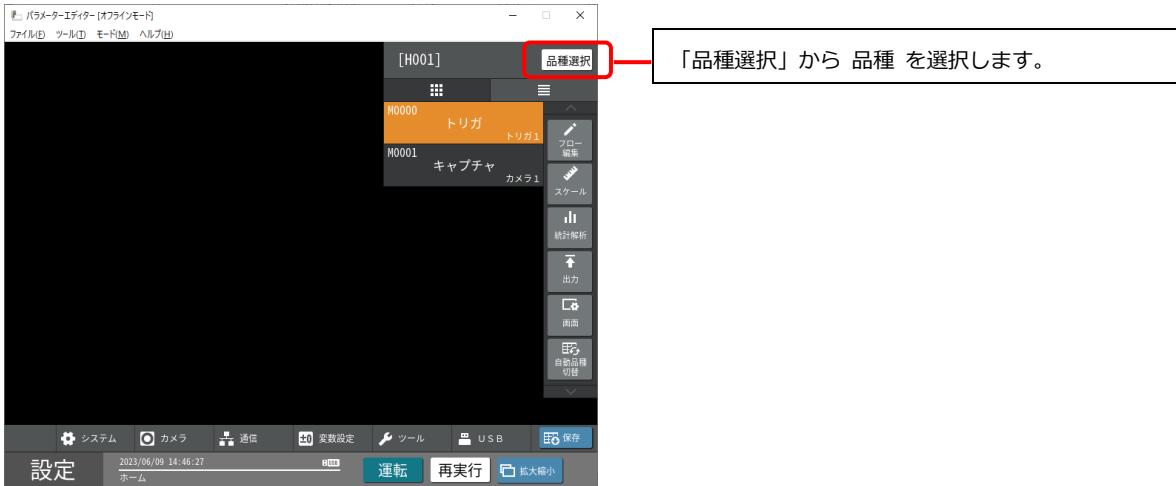 パラメーターエディター [オフラインモード]
ファイル(F) ツール(T) モード(M) ヘルプ(H)
[H001]
品種選択
「品種選択」から 品種 を選択します。
M0000
トリガ
トリガ1
M0001
キャプチャ
カメラ1
フロー
編集
スケール
統計解析
出力
画面
自動品種
切替
システム カメラ 通信 ±0 変数設定 ツール USB 保存
設定
2023/06/09 14:46:27
ホーム
運転 再実行 拡大縮小